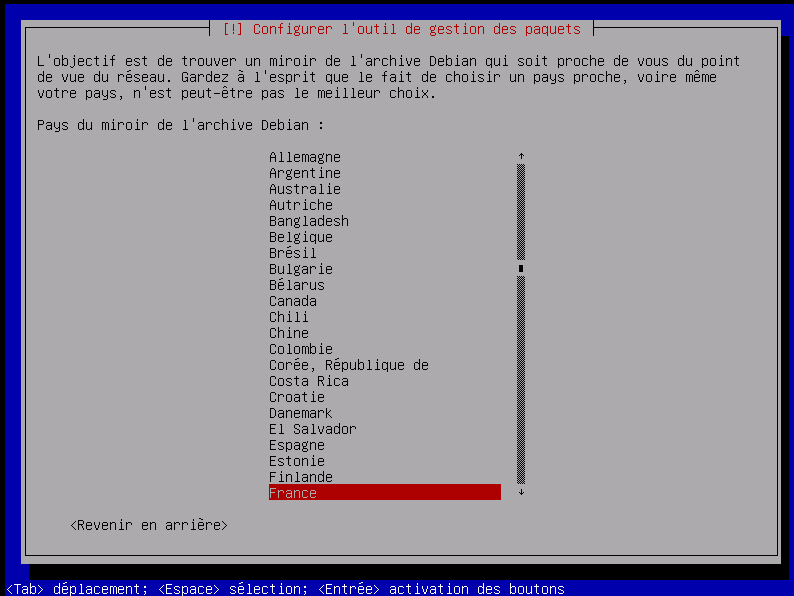 [!] Configurer l'outil de gestion des paquets
L'objectif est de trouver un miroir de l'archive Debian qui soit proche de vous du point
de vue du réseau. Gardez à l'esprit que le fait de choisir un pays proche, voire même
votre pays, n'est peut-être pas le meilleur choix.
Pays du miroir de l'archive Debian :
Allemagne
Argentine
Australie
Autriche
Bangladesh
Belgique
Brésil
Bulgarie
Bélarus
Canada
Chili
Chine
Colombie
Corée, République de
Costa Rica
Croatie
Danemark
El Salvador
Espagne
Estonie
Finlande
France
<Revenir en arrière>
<Tab> déplacement; <Espace> sélection; <Entrée> activation des boutons